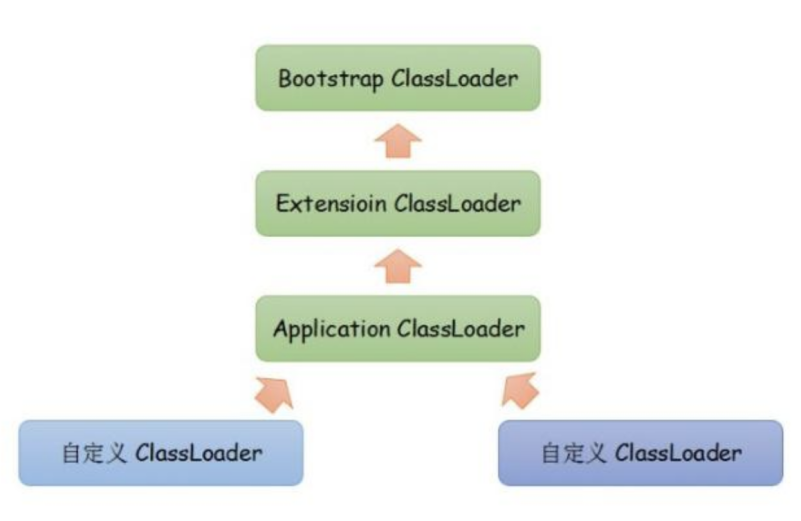 Bootstrap ClassLoader
Extensioin ClassLoader
Application ClassLoader
自定义 ClassLoader
自定义 ClassLoader